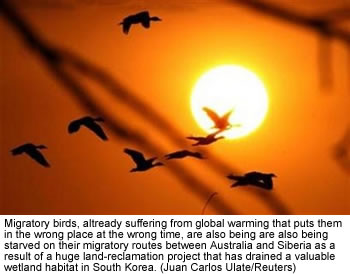 Migratory birds, altready suffering from global warming that puts them
in the wrong place at the wrong time, are also being are also being
starved on their migratory routes between Australia and Siberia as a
result of a huge land-reclamation project that has drained a valuable
wetland habitat in South Korea. (Juan Carlos Ulate/Reuters)